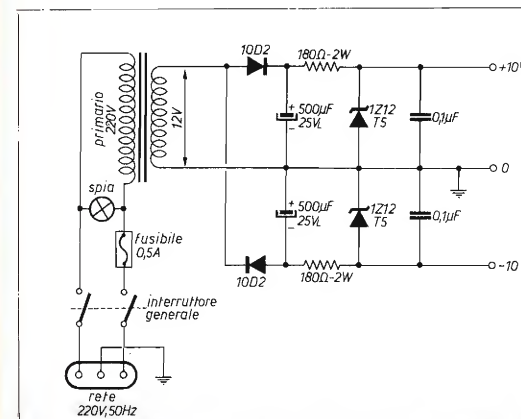 10D2
180Ω-2W
+10V
primario
220V
12V
+ 500µF
25VL
-
1Z12
T5
0,1µF
0
spia
+ 500µF
25VL
-
1Z12
T5
0,1µF
fusibile
0,5A
10D2
180Ω-2W
-10
interruttore
generale
rete
220V,50Hz